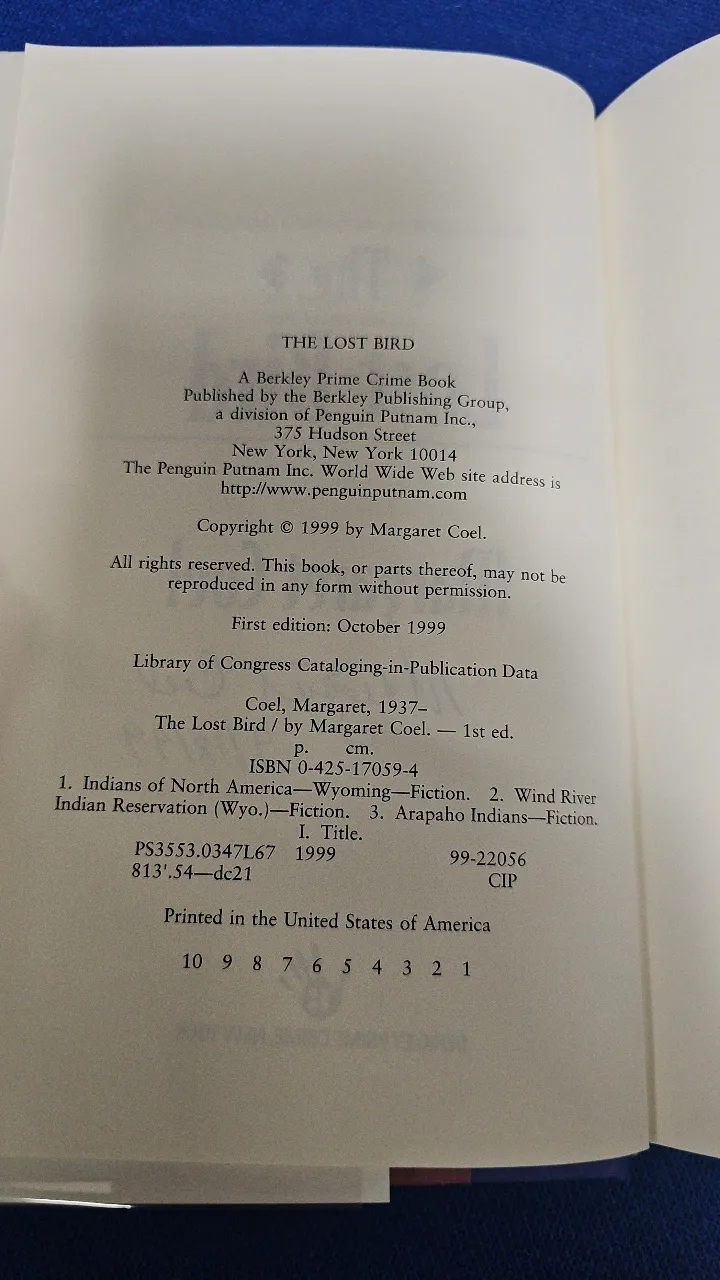 THE LOST BIRD
A Berkley Prime Crime Book
Published by the Berkley Publishing Group,
a division of Penguin Putnam Inc.,
375 Hudson Street
New York, New York 10014
The Penguin Putnam Inc. World Wide Web site address is
http://www.penguinputnam.com
Copyright © 1999 by Margaret Coel.
All rights reserved. This book, or parts thereof, may not be
reproduced in any form without permission.
First edition: October 1999
Library of Congress Cataloging-in-Publication Data
Coel, Margaret, 1937–
The Lost Bird / by Margaret Coel. — 1st ed.
p. cm.
ISBN 0-425-17059-4
1. Indians of North America—Wyoming—Fiction. 2. Wind River
Indian Reservation (Wyo.)—Fiction. 3. Arapaho Indians—Fiction.
I. Title.
PS3553.0347L67 1999 99-22056
813'.54—dc21 CIP
Printed in the United States of America
10 9 8 7 6 5 4 3 2 1